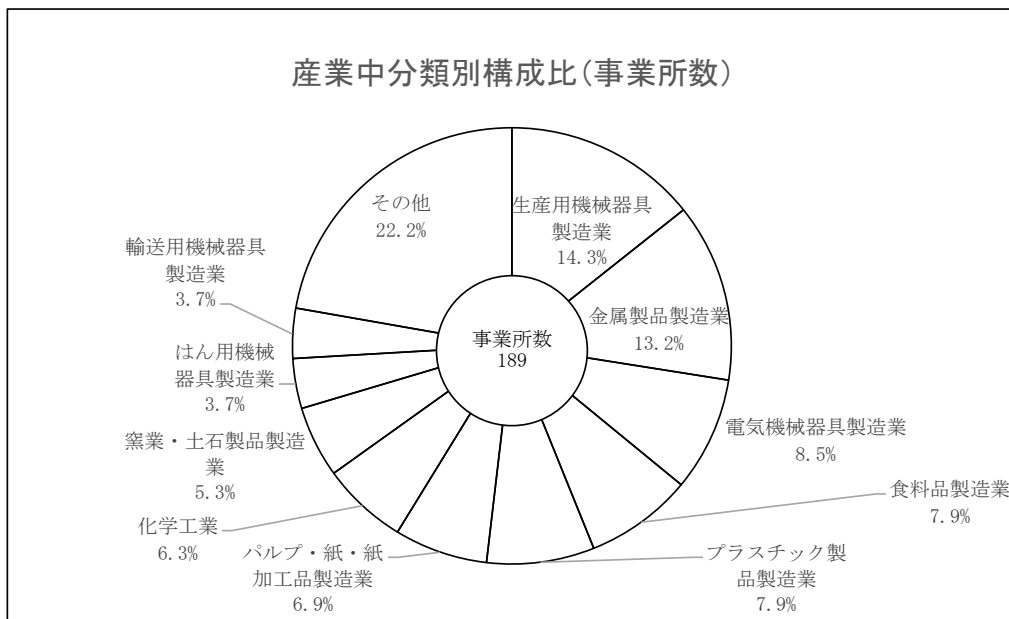 産業中分類別構成比(事業所数)
その他
22.2%
生産用機械器具
製造業
14.3%
輸送用機械器具
製造業
3.7%
金属製品製造業
13.2%
事業所数
189
はん用機械
器具製造業
3.7%
電気機械器具製造業
8.5%
窯業・土石製品製造
業
5.3%
食料品製造業
7.9%
化学工業
6.3%
パルプ・紙・紙
加工品製造業
6.9%
プラスチック製
品製造業
7.9%